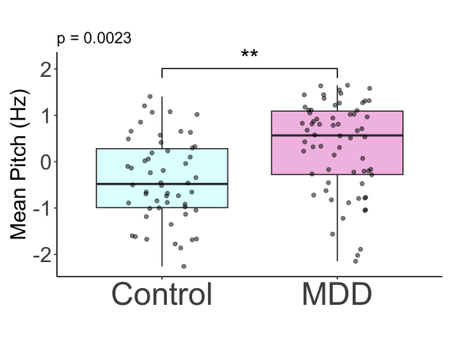 p = 0.0023
**
Mean Pitch (Hz)
2
1
0
-1
-2
Control MDD